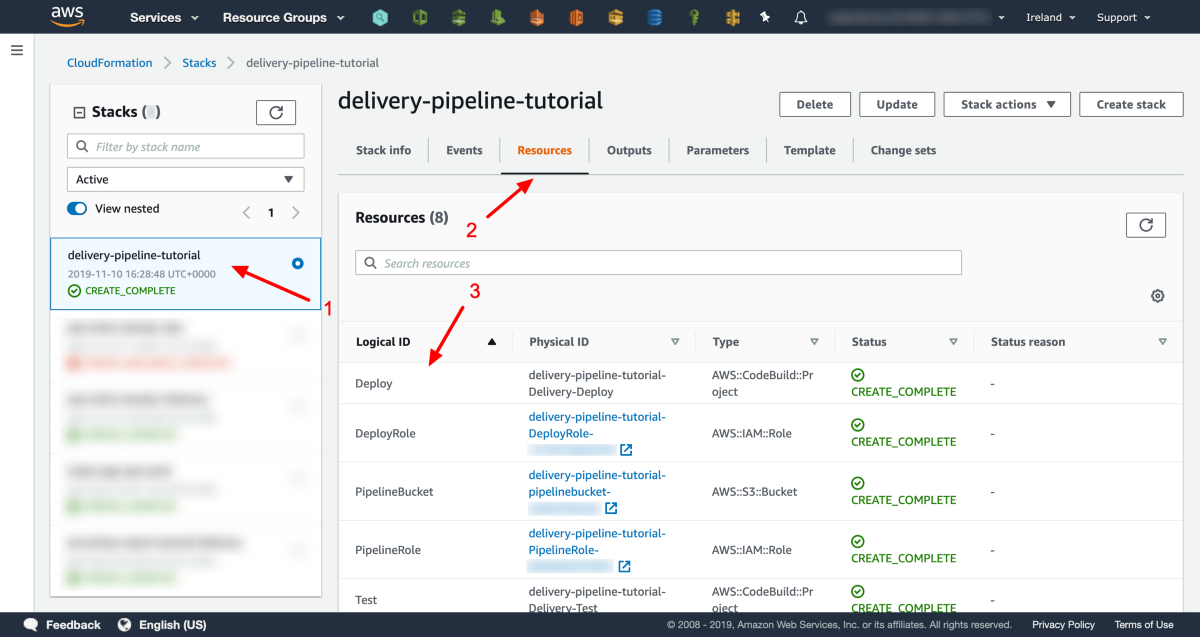 aws
Services
Resource Groups
Ireland
Support
CloudFormation
Stacks
delivery-pipeline-tutorial
Stacks ( )
Filter by stack name
Active
View nested
1
delivery-pipeline-tutorial
2019-11-10 16:28:48 UTC+0000
CREATE_COMPLETE
1
delivery-pipeline-tutorial
Delete
Update
Stack actions
Create stack
Stack info
Events
Resources
Outputs
Parameters
Template
Change sets
2
Resources (8)
Search resources
3
Logical ID
Physical ID
Type
Status
Status reason
Deploy
delivery-pipeline-tutorial-
Delivery-Deploy
AWS::CodeBuild::Pr
oject
CREATE_COMPLETE
-
DeployRole
delivery-pipeline-tutorial-
DeployRole-
AWS::IAM::Role
CREATE_COMPLETE
-
PipelineBucket
delivery-pipeline-tutorial-
pipelinebucket-
AWS::S3::Bucket
CREATE_COMPLETE
-
PipelineRole
delivery-pipeline-tutorial-
PipelineRole-
AWS::IAM::Role
CREATE_COMPLETE
-
Test
delivery-pipeline-tutorial-
Delivery-Test
AWS::CodeBuild::Pr
oject
CREATE_COMPLETE
-
Feedback
English (US)
© 2008 - 2019, Amazon Web Services, Inc. or its affiliates. All rights reserved.
Privacy Policy
Terms of Use